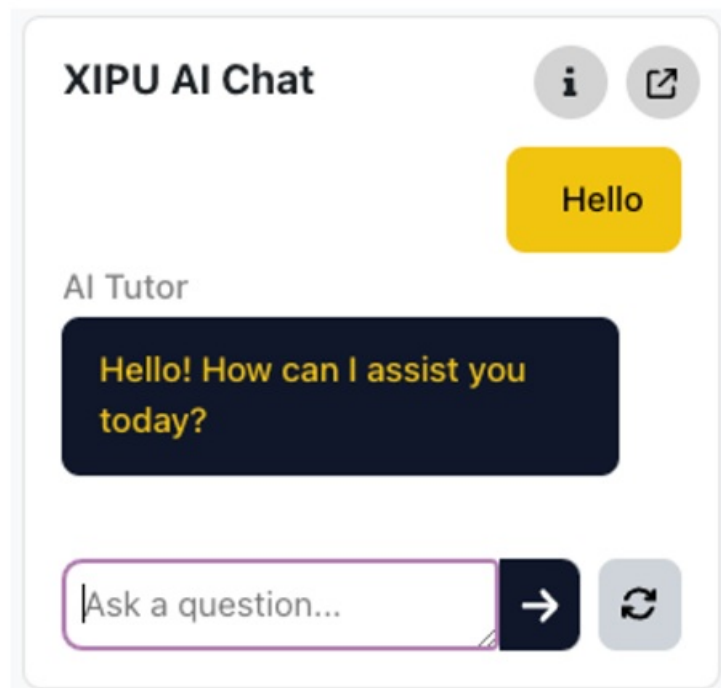 XIPU AI Chat
Hello
AI Tutor
Hello! How can I assist you
today?
Ask a question...